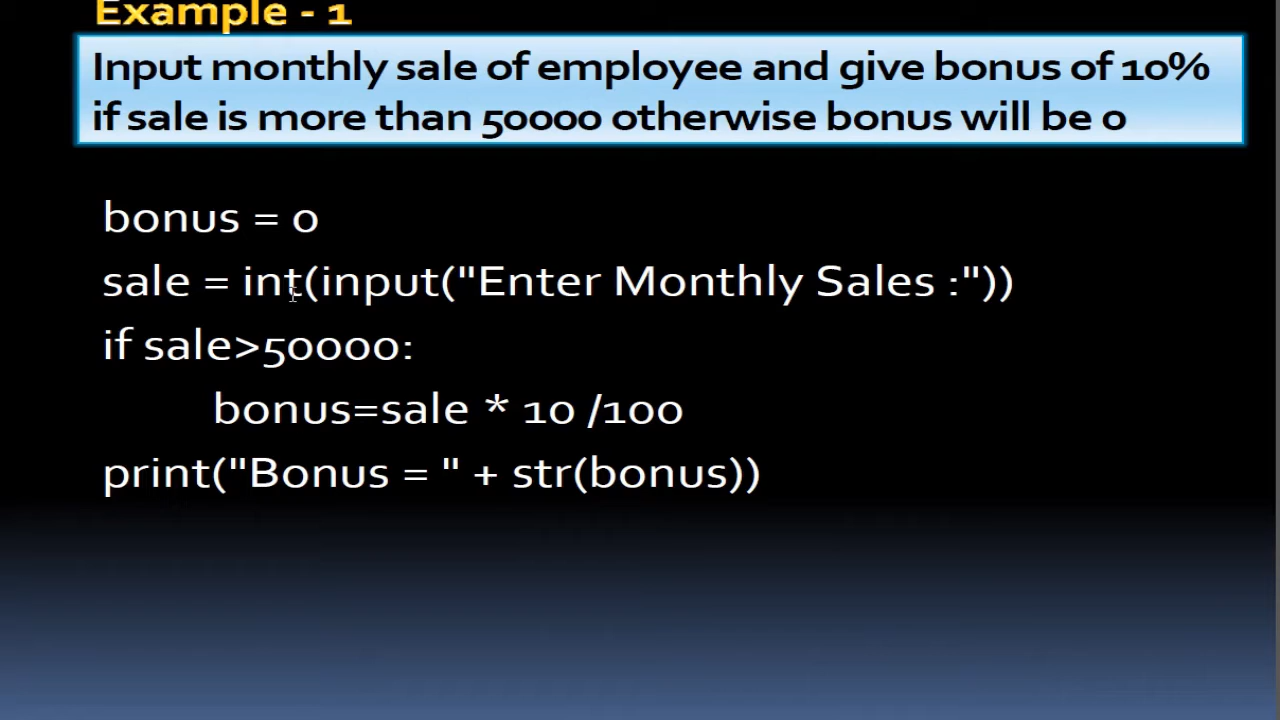 Example - 1
Input monthly sale of employee and give bonus of 10%
if sale is more than 50000 otherwise bonus will be 0
bonus = 0
sale = int(input("Enter Monthly Sales :"))
if sale>50000:
bonus=sale * 10 /100
print("Bonus = " + str(bonus))